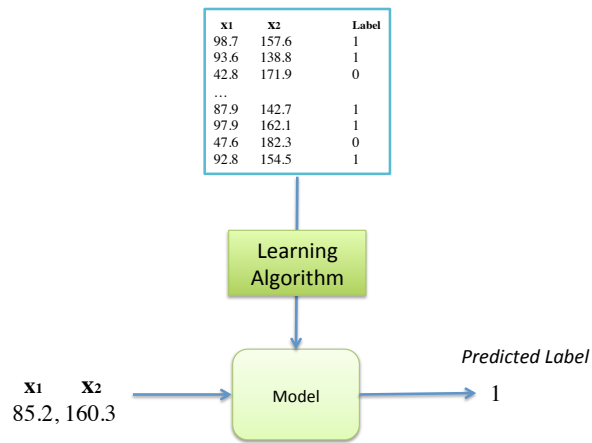 x1 x2 Label
98.7 157.6 1
93.6 138.8 1
42.8 171.9 0
…
87.9 142.7 1
97.9 162.1 1
47.6 182.3 0
92.8 154.5 1
Learning
Algorithm
Predicted Label
x1 x2
85.2, 160.3
Model
1